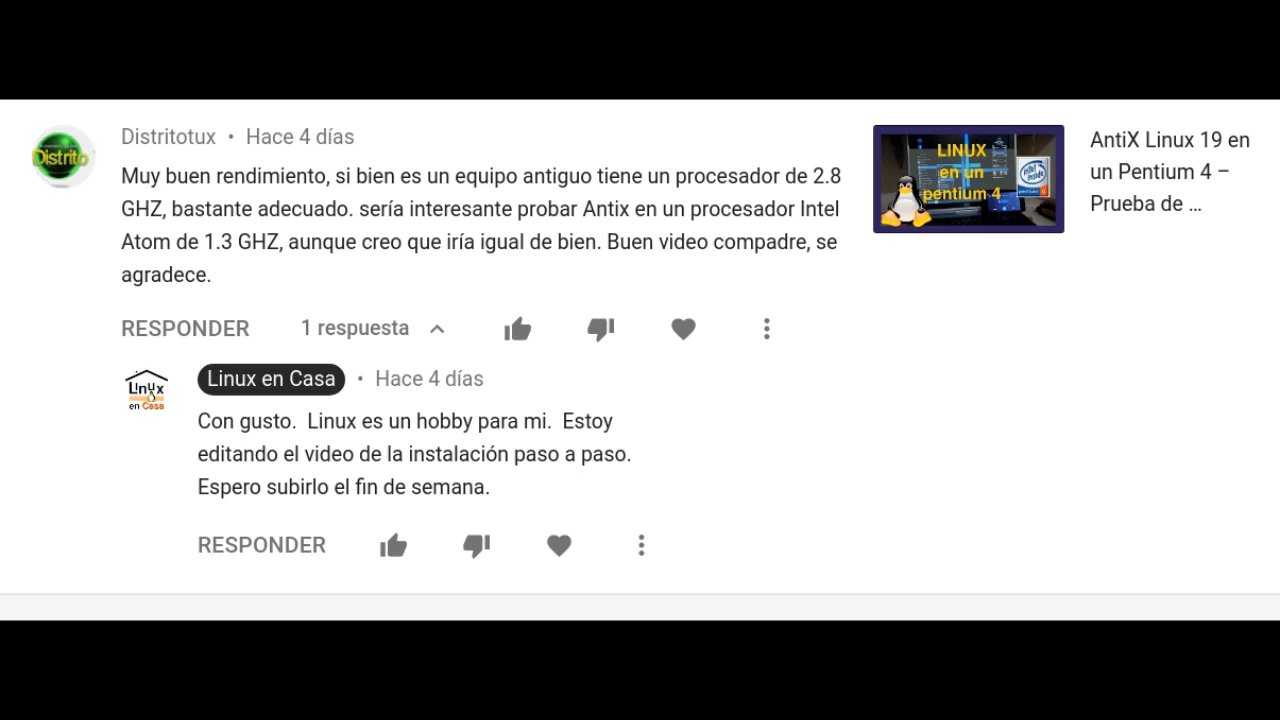 Distrito
Distritotux • Hace 4 días
Muy buen rendimiento, si bien es un equipo antiguo tiene un procesador de 2.8
GHZ, bastante adecuado. sería interesante probar Antix en un procesador Intel
Atom de 1.3 GHZ, aunque creo que iría igual de bien. Buen video compadre, se
agradece.
LINUX
en un
pentium 4
intel
inside
AntiX Linux 19 en
un Pentium 4 –
Prueba de ...
RESPONDER 1 respuesta
Linux
en Casa
Linux en Casa • Hace 4 días
Con gusto.  Linux es un hobby para mi.  Estoy
editando el video de la instalación paso a paso.
Espero subirlo el fin de semana.
RESPONDER